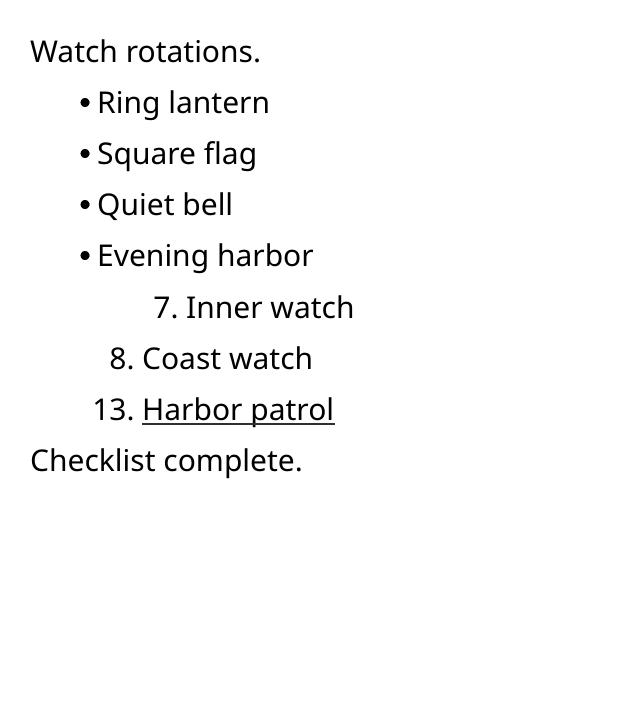 Watch rotations.
• Ring lantern
• Square flag
• Quiet bell
• Evening harbor
7. Inner watch
8. Coast watch
13. Harbor patrol
Checklist complete.